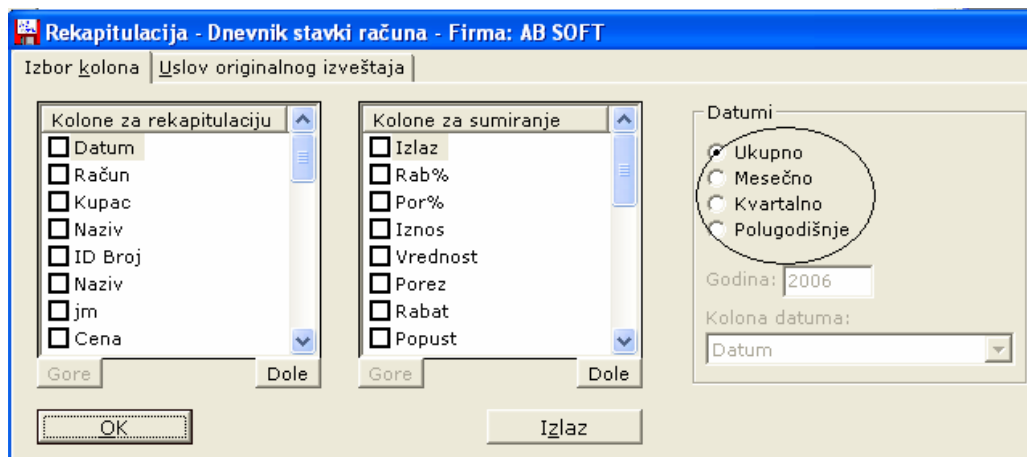 Rekapitulacija - Dnevnik stavki računa - Firma: AB SOFT
Izbor kolona
Uslov originalnog izveštaja
Kolone za rekapitulaciju
Datum
Račun
Kupac
Naziv
ID Broj
Naziv
jm
Cena
Gore
Dole
Kolone za sumiranje
Izlaz
Rab%
Por%
Iznos
Vrednost
Porez
Rabat
Popust
Gore
Dole
Datumi
Ukupno
Mesečno
Kvartalno
Polugodišnje
Godina: 2006
Kolona datuma:
Datum
OK
Izlaz